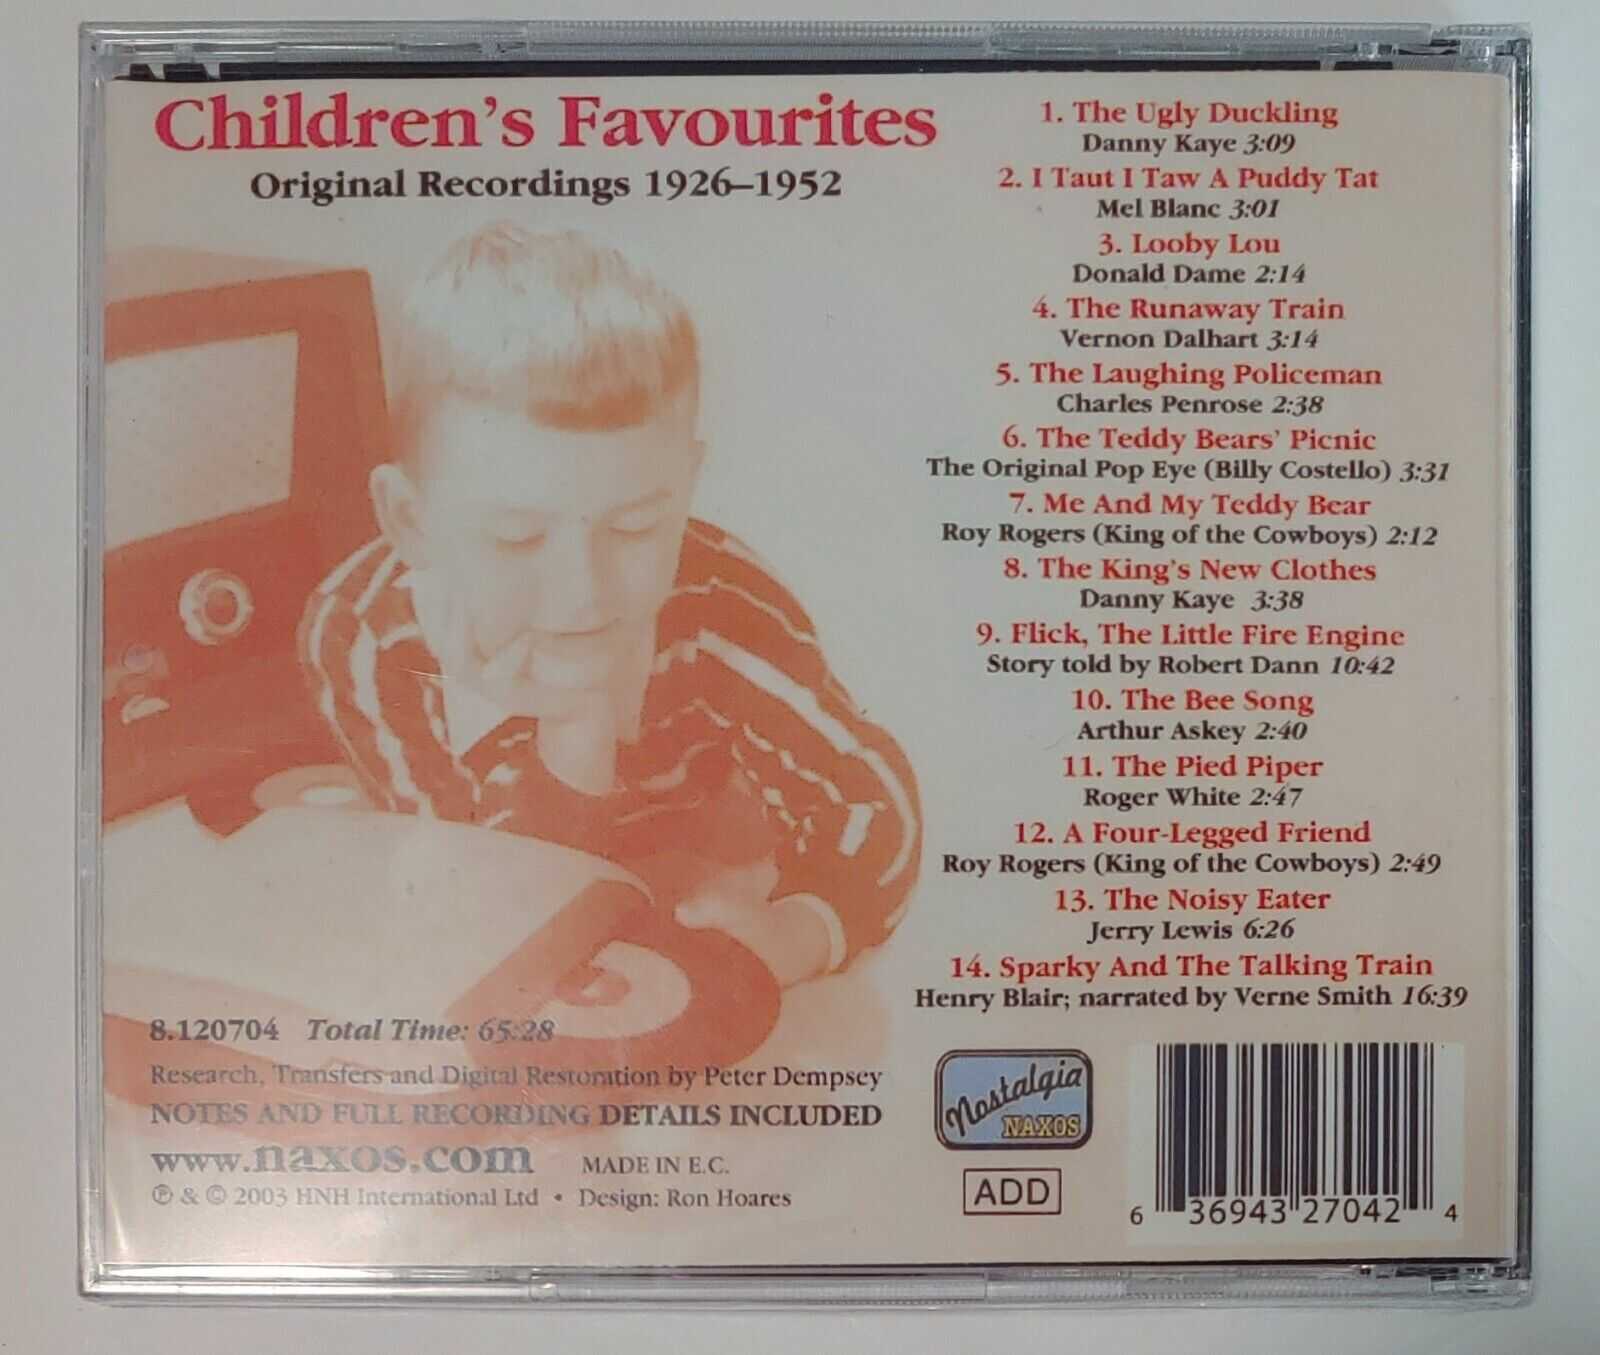 Children's Favourites
Original Recordings 1926–1952
1. The Ugly Duckling
Danny Kaye 3:09
2. I Taut I Taw A Puddy Tat
Mel Blanc 3:01
3. Looby Lou
Donald Dame 2:14
4. The Runaway Train
Vernon Dalhart 3:14
5. The Laughing Policeman
Charles Penrose 2:38
6. The Teddy Bears' Picnic
The Original Pop Eye (Billy Costello) 3:31
7. Me And My Teddy Bear
Roy Rogers (King of the Cowboys) 2:12
8. The King's New Clothes
Danny Kaye 3:38
9. Flick, The Little Fire Engine
Story told by Robert Dann 10:42
10. The Bee Song
Arthur Askey 2:40
11. The Pied Piper
Roger White 2:47
12. A Four-Legged Friend
Roy Rogers (King of the Cowboys) 2:49
13. The Noisy Eater
Jerry Lewis 6:26
14. Sparky And The Talking Train
Henry Blair; narrated by Verne Smith 16:39
8.120704 Total Time: 65:28
Research, Transfers and Digital Restoration by Peter Dempsey
NOTES AND FULL RECORDING DETAILS INCLUDED
www.naxos.com MADE IN E.C.
℗ & © 2003 HNH International Ltd • Design: Ron Hoares
Nostalgia
NAXOS
ADD
6 36943 27042 4